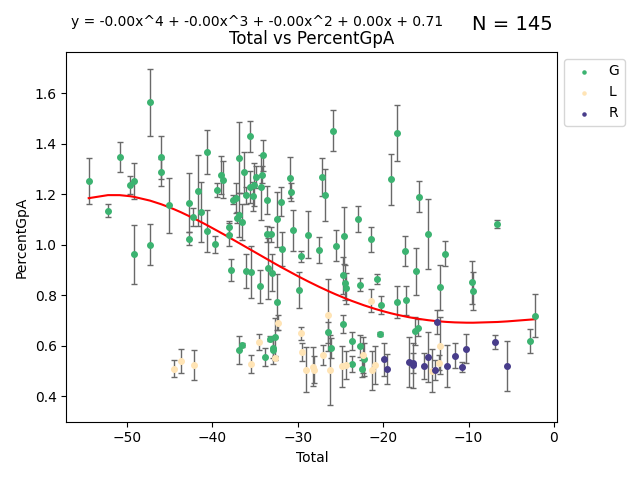 y = -0.00x^4 + -0.00x^3 + -0.00x^2 + 0.00x + 0.71
N = 145
Total vs PercentGpA
G
L
R
PercentGpA
1.6
1.4
1.2
1.0
0.8
0.6
0.4
−50 −40 −30 −20 −10 0
Total